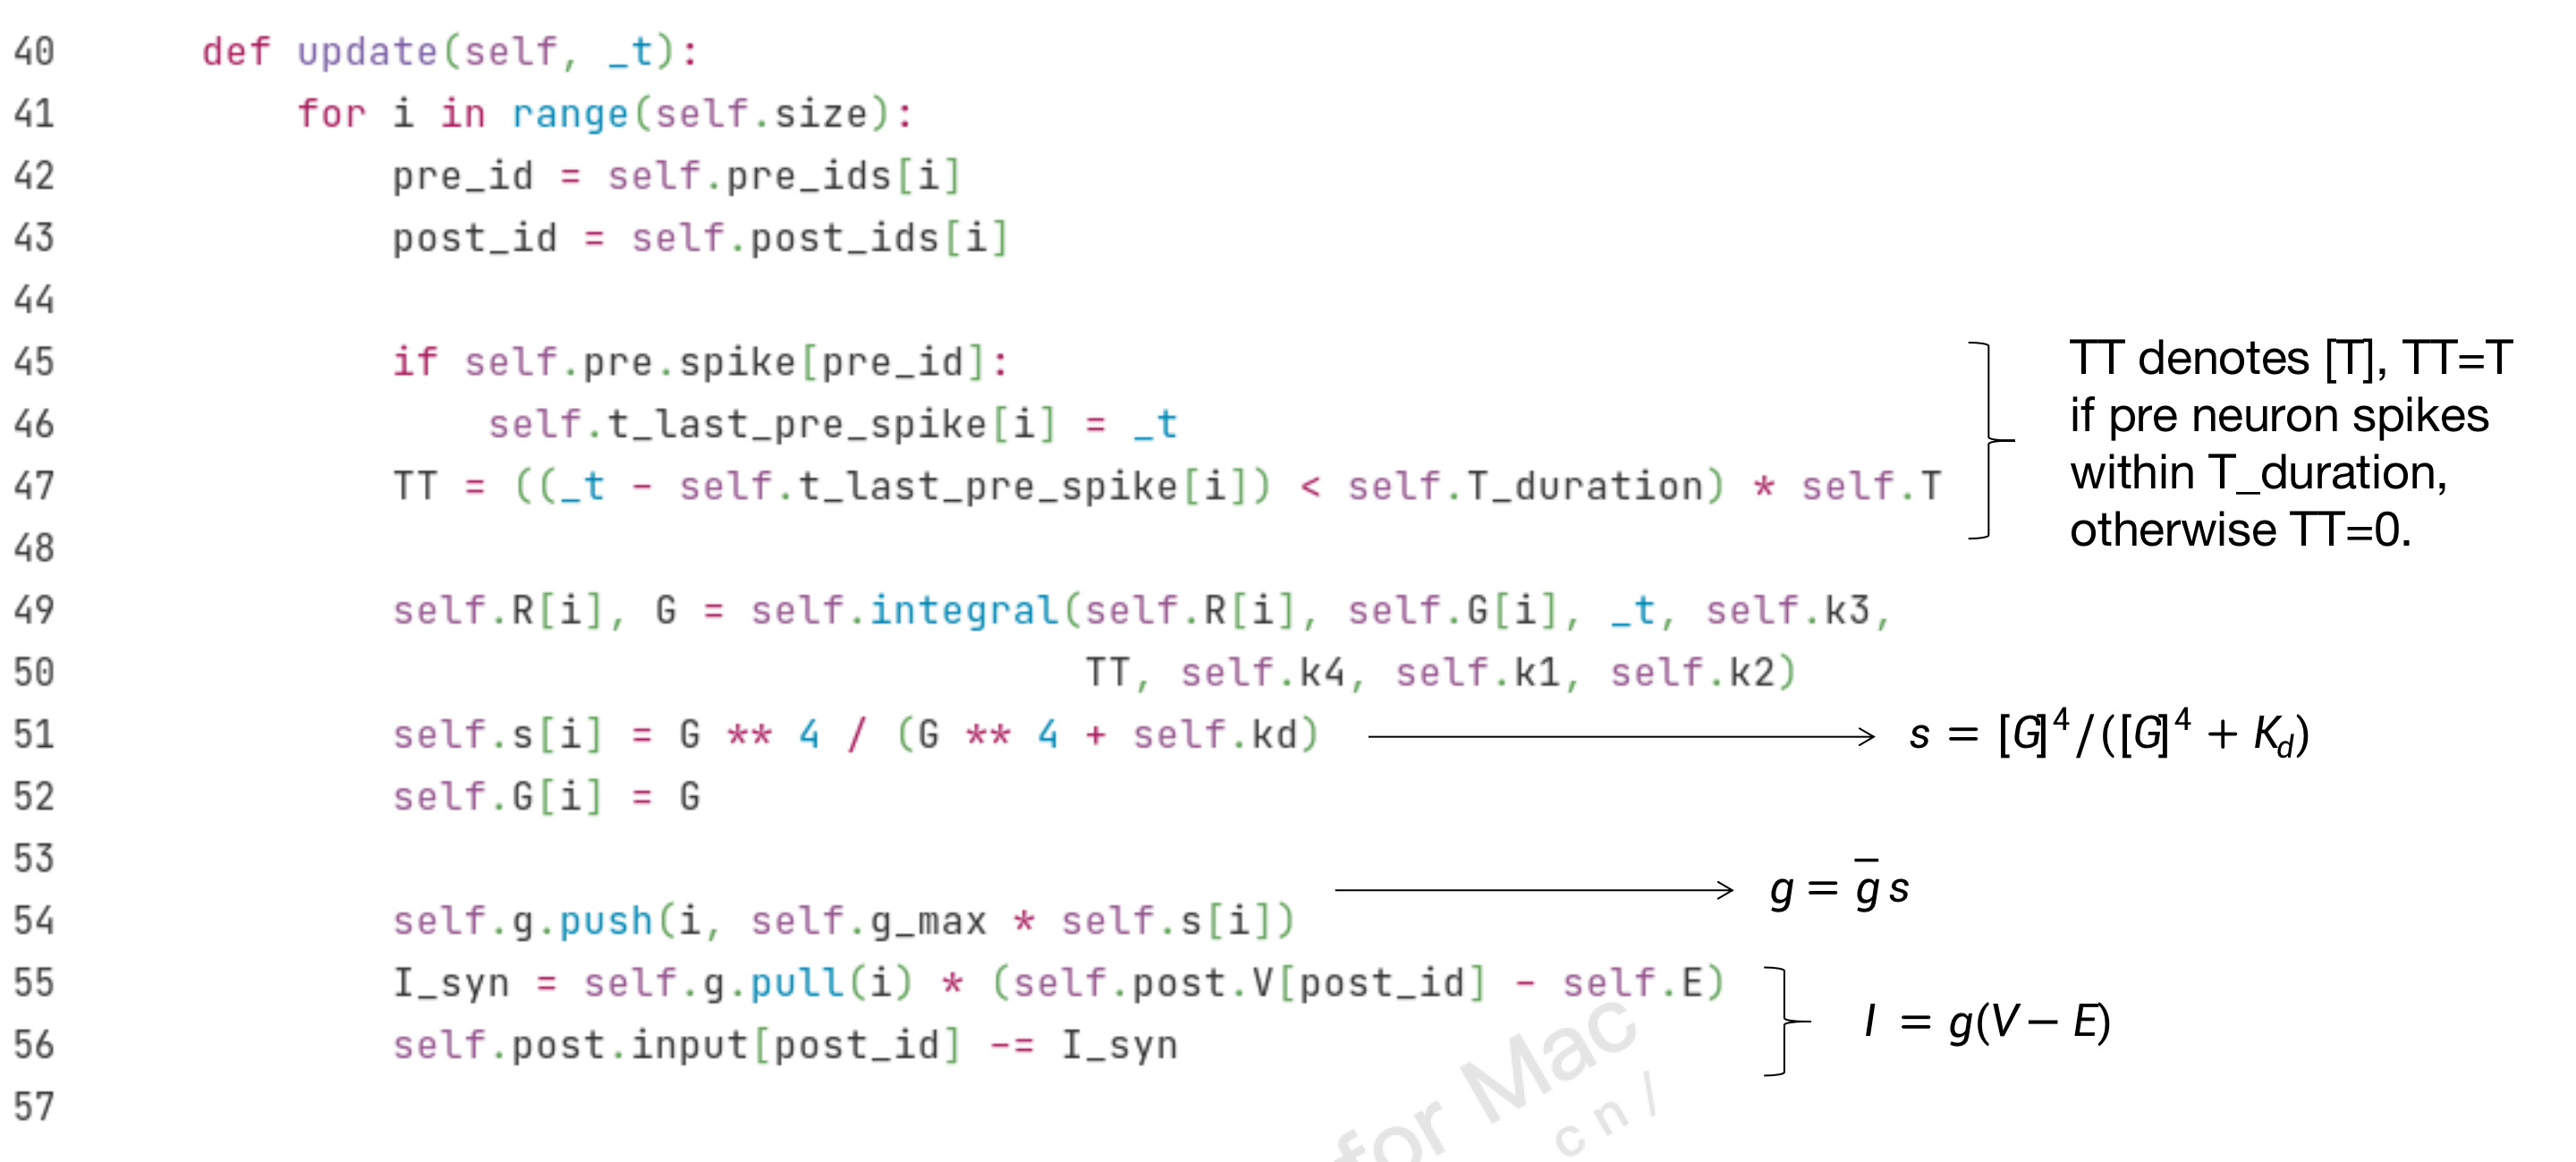 40 def update(self, _t):
41 for i in range(self.size):
42 pre_id = self.pre_ids[i]
43 post_id = self.post_ids[i]
44
45 if self.pre.spike[pre_id]:
46 self.t_last_pre_spike[i] = _t
47 TT = ((_t - self.t_last_pre_spike[i]) < self.T_duration) * self.T
TT denotes [T], TT=T
if pre neuron spikes
within T_duration,
otherwise TT=0.
48
49 self.R[i], G = self.integral(self.R[i], self.G[i], _t, self.k3,
50 TT, self.k4, self.k1, self.k2)
51 self.s[i] = G ** 4 / (G ** 4 + self.kd)
s = [G]⁴/([G]⁴ + K_d)
52 self.G[i] = G
53
g = g̅ s
54 self.g.push(i, self.g_max * self.s[i])
55 I_syn = self.g.pull(i) * (self.post.V[post_id] - self.E)
56 self.post.input[post_id] -= I_syn
I = g(V − E)
57
for Mac
cn/